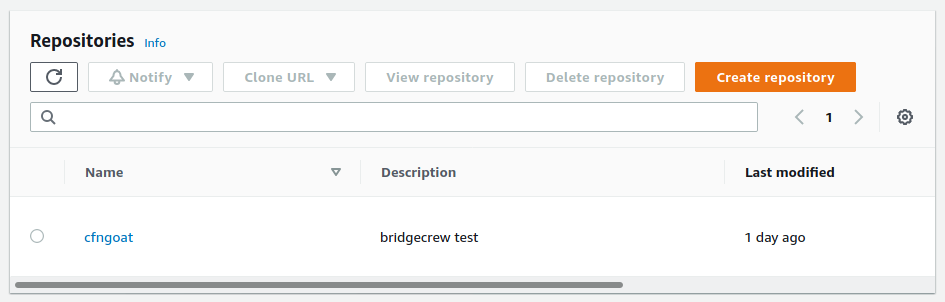 Repositories Info
Notify Clone URL View repository Delete repository Create repository
1
Name Description Last modified
cfngoat bridgecrew test 1 day ago